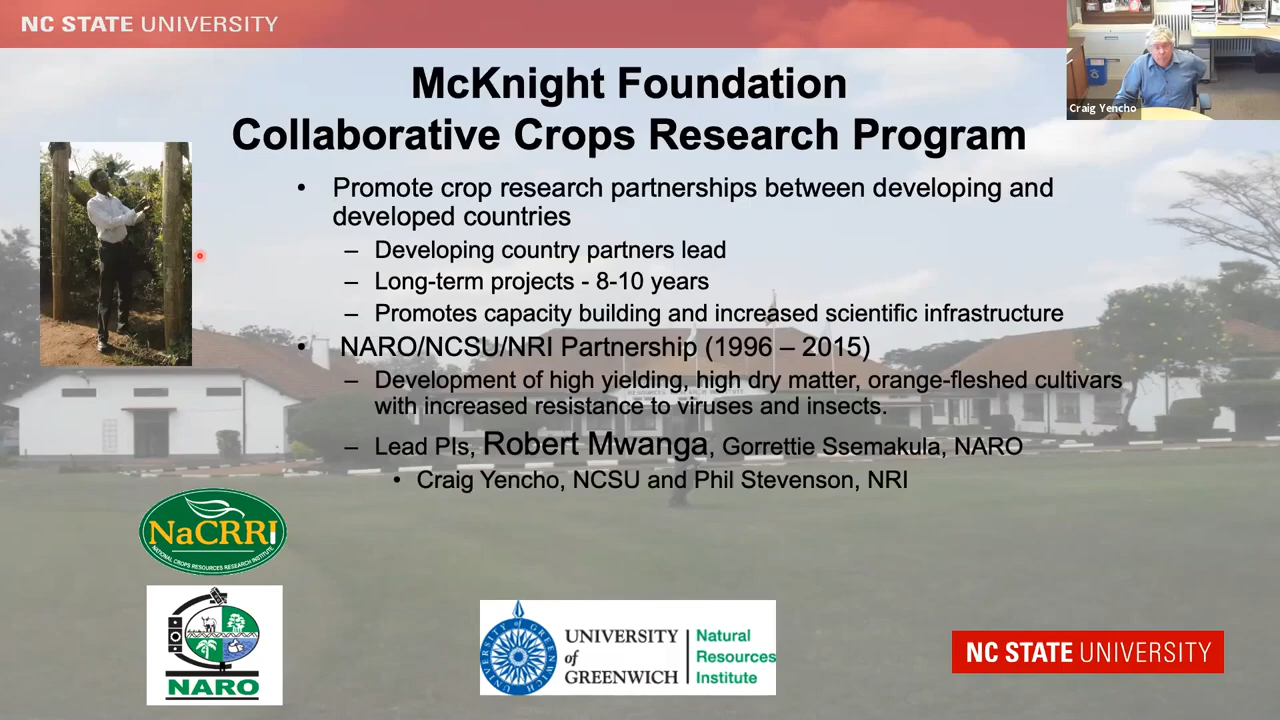 NC STATE UNIVERSITY
Craig Yencho
McKnight Foundation
Collaborative Crops Research Program
• Promote crop research partnerships between developing and
developed countries
– Developing country partners lead
– Long-term projects - 8-10 years
– Promotes capacity building and increased scientific infrastructure
• NARO/NCSU/NRI Partnership (1996 – 2015)
– Development of high yielding, high dry matter, orange-fleshed cultivars
with increased resistance to viruses and insects.
– Lead PIs, Robert Mwanga, Gorrettie Ssemakula, NARO
• Craig Yencho, NCSU and Phil Stevenson, NRI
NaCRRI
NATIONAL CROPS RESOURCES RESEARCH INSTITUTE
NARO
University of Greenwich
UNIVERSITY
of
GREENWICH
Natural
Resources
Institute
NC STATE UNIVERSITY